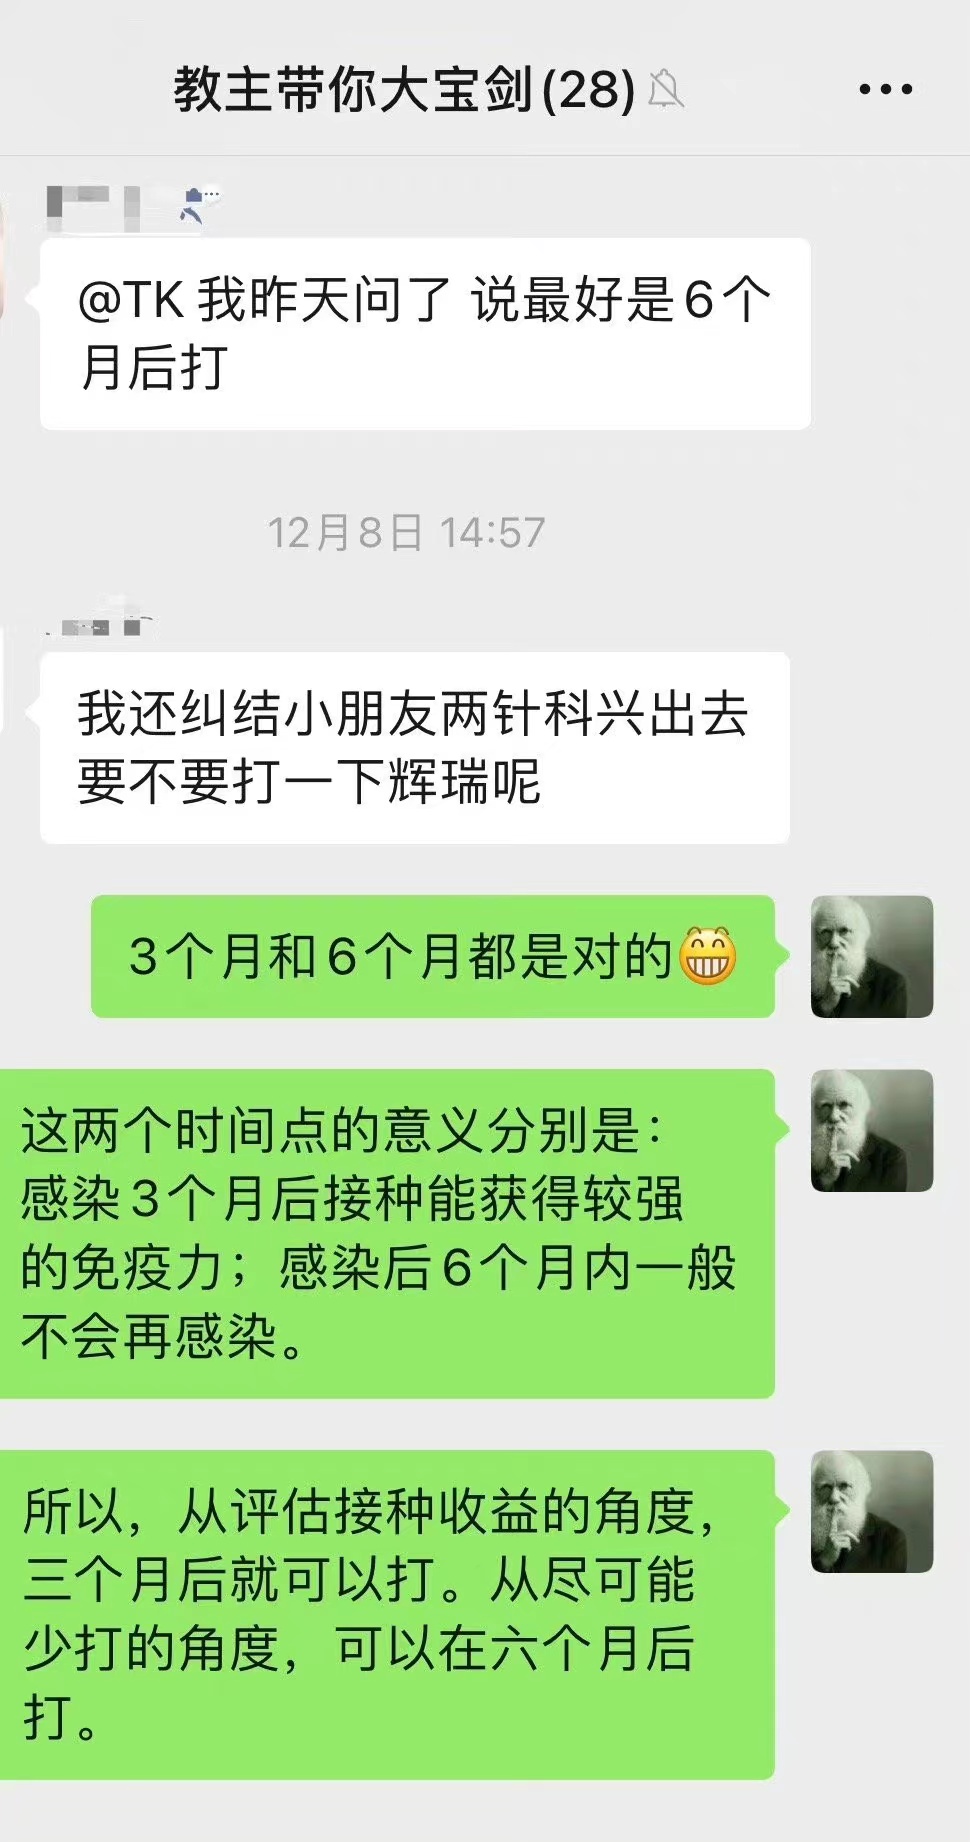 教主带你大宝剑(28)
@TK 我昨天问了 说最好是6个
月后打
12月8日 14:57
我还纠结小朋友两针科兴出去
要不要打一下辉瑞呢
3个月和6个月都是对的😁
这两个时间点的意义分别是：
感染3个月后接种能获得较强
的免疫力；感染后6个月内一般
不会再感染。
所以，从评估接种收益的角度，
三个月后就可以打。从尽可能
少打的角度，可以在六个月后
打。